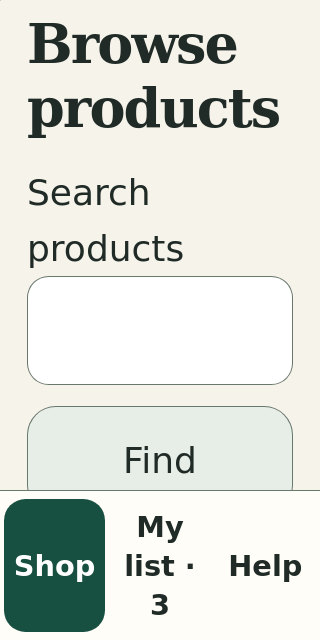 Browse
products
Search
products
Find
Shop
My
list ·
3
Help